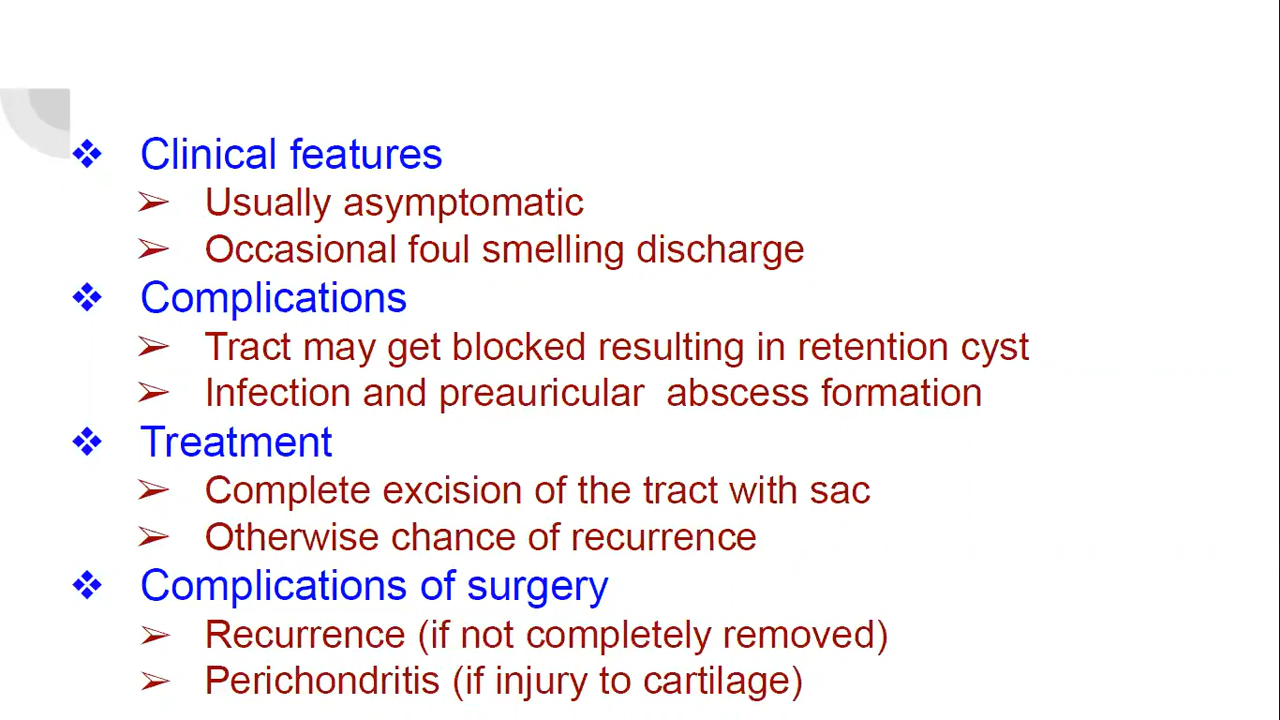 ❖ Clinical features
➢ Usually asymptomatic
➢ Occasional foul smelling discharge
❖ Complications
➢ Tract may get blocked resulting in retention cyst
➢ Infection and preauricular  abscess formation
❖ Treatment
➢ Complete excision of the tract with sac
➢ Otherwise chance of recurrence
❖ Complications of surgery
➢ Recurrence (if not completely removed)
➢ Perichondritis (if injury to cartilage)